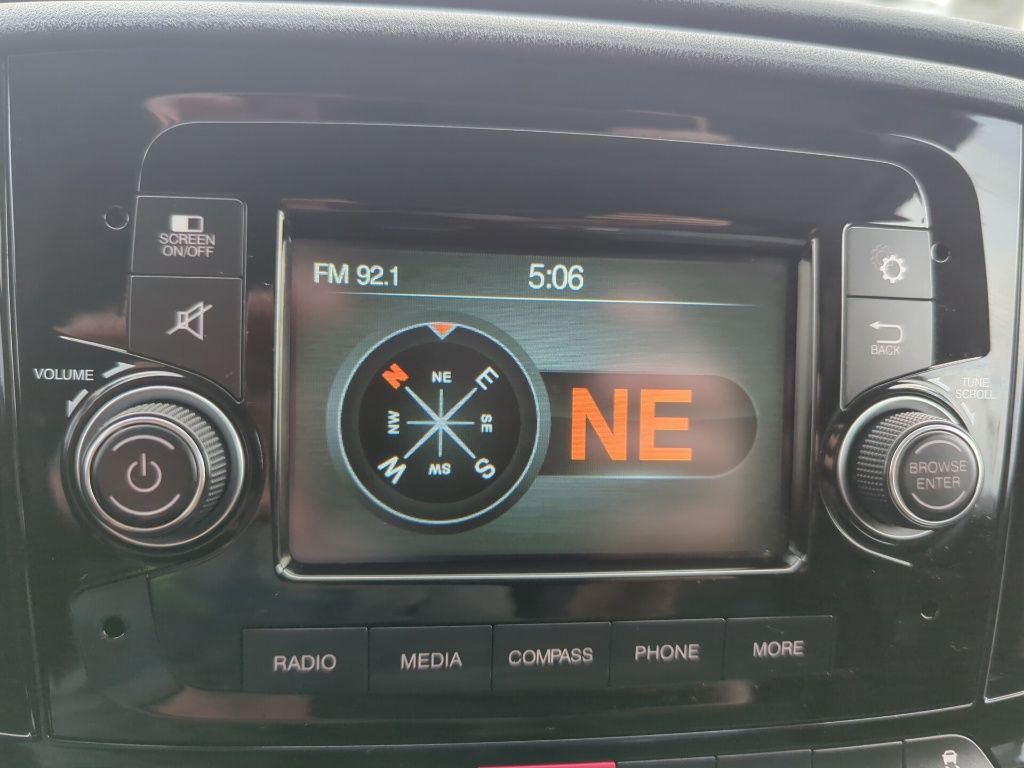 SCREEN
ON/OFF
VOLUME
FM 92.1
5:06
N
NE
E
NW
SE
W
SW
S
NE
BACK
TUNE
SCROLL
BROWSE
ENTER
RADIO
MEDIA
COMPASS
PHONE
MORE